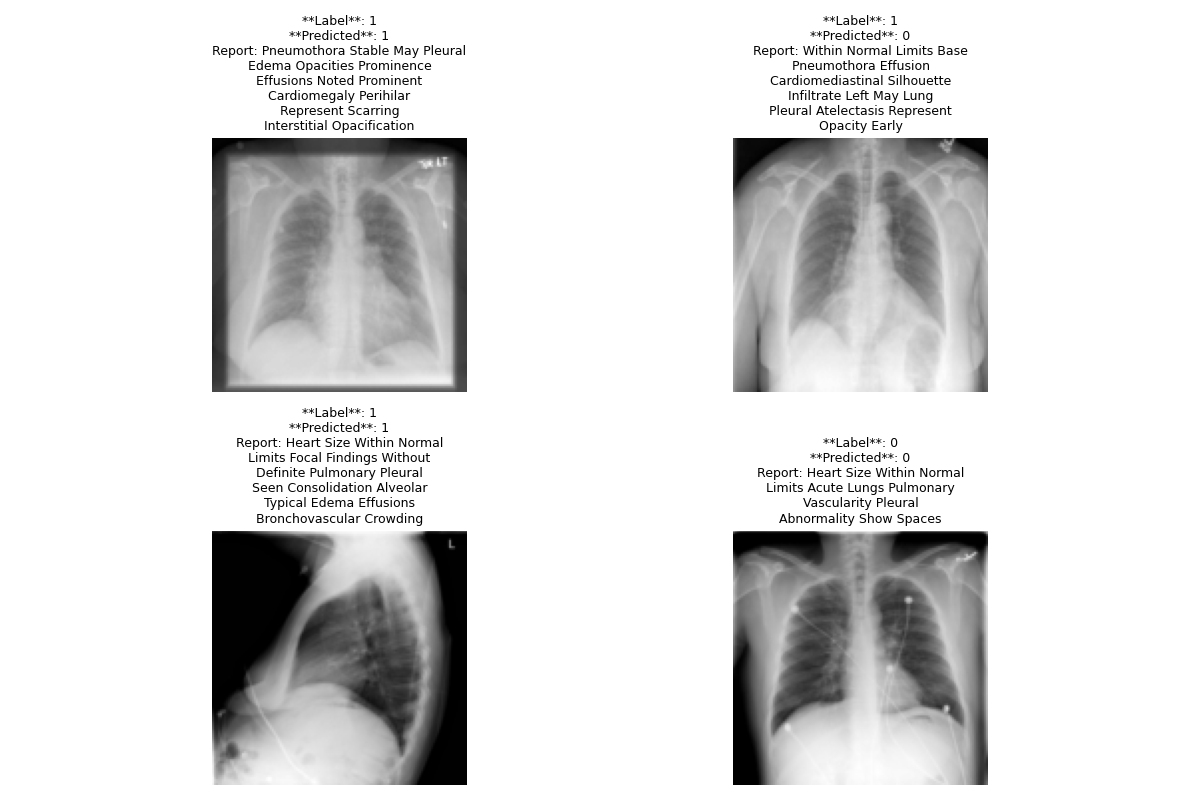 **Label**: 1
**Predicted**: 1
Report: Pneumothora Stable May Pleural
Edema Opacities Prominence
Effusions Noted Prominent
Cardiomegaly Perihilar
Represent Scarring
Interstitial Opacification
LT
**Label**: 1
**Predicted**: 0
Report: Within Normal Limits Base
Pneumothora Effusion
Cardiomediastinal Silhouette
Infiltrate Left May Lung
Pleural Atelectasis Represent
Opacity Early
**Label**: 1
**Predicted**: 1
Report: Heart Size Within Normal
Limits Focal Findings Without
Definite Pulmonary Pleural
Seen Consolidation Alveolar
Typical Edema Effusions
Bronchovascular Crowding
L
**Label**: 0
**Predicted**: 0
Report: Heart Size Within Normal
Limits Acute Lungs Pulmonary
Vascularity Pleural
Abnormality Show Spaces